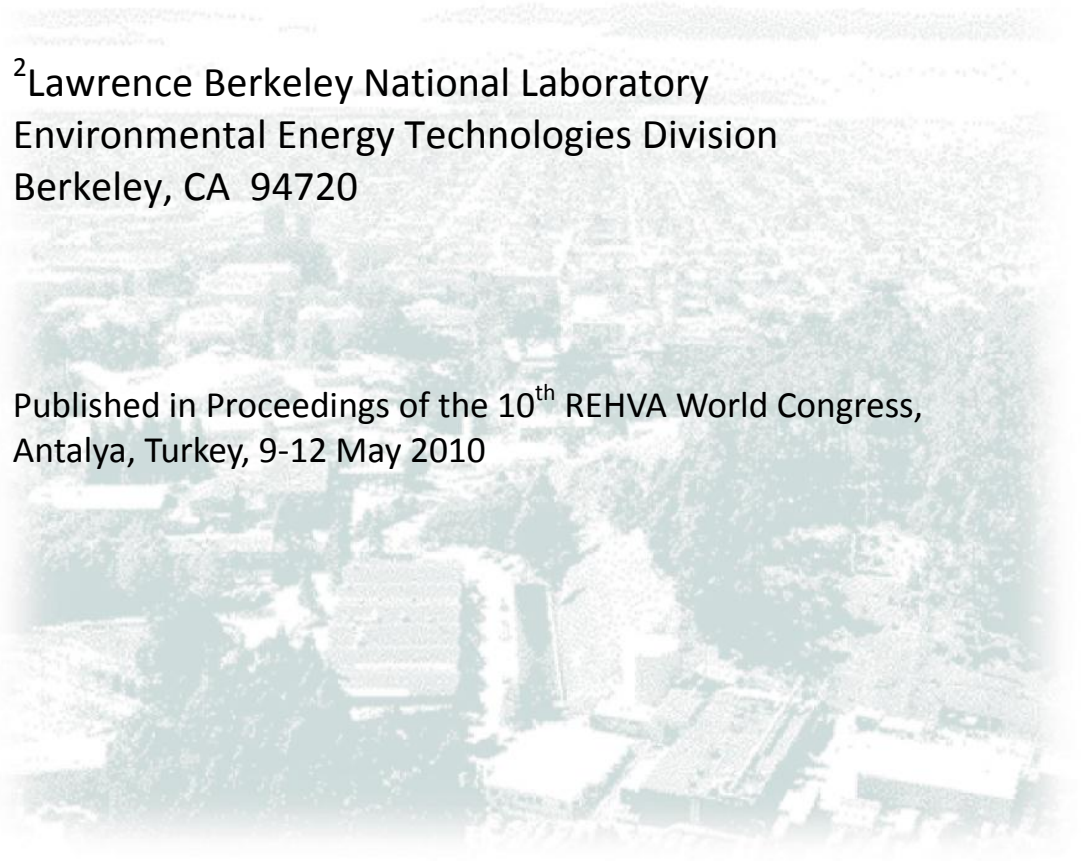 ²Lawrence Berkeley National Laboratory
Environmental Energy Technologies Division
Berkeley, CA  94720
Published in Proceedings of the 10ᵗʰ REHVA World Congress,
Antalya, Turkey, 9-12 May 2010